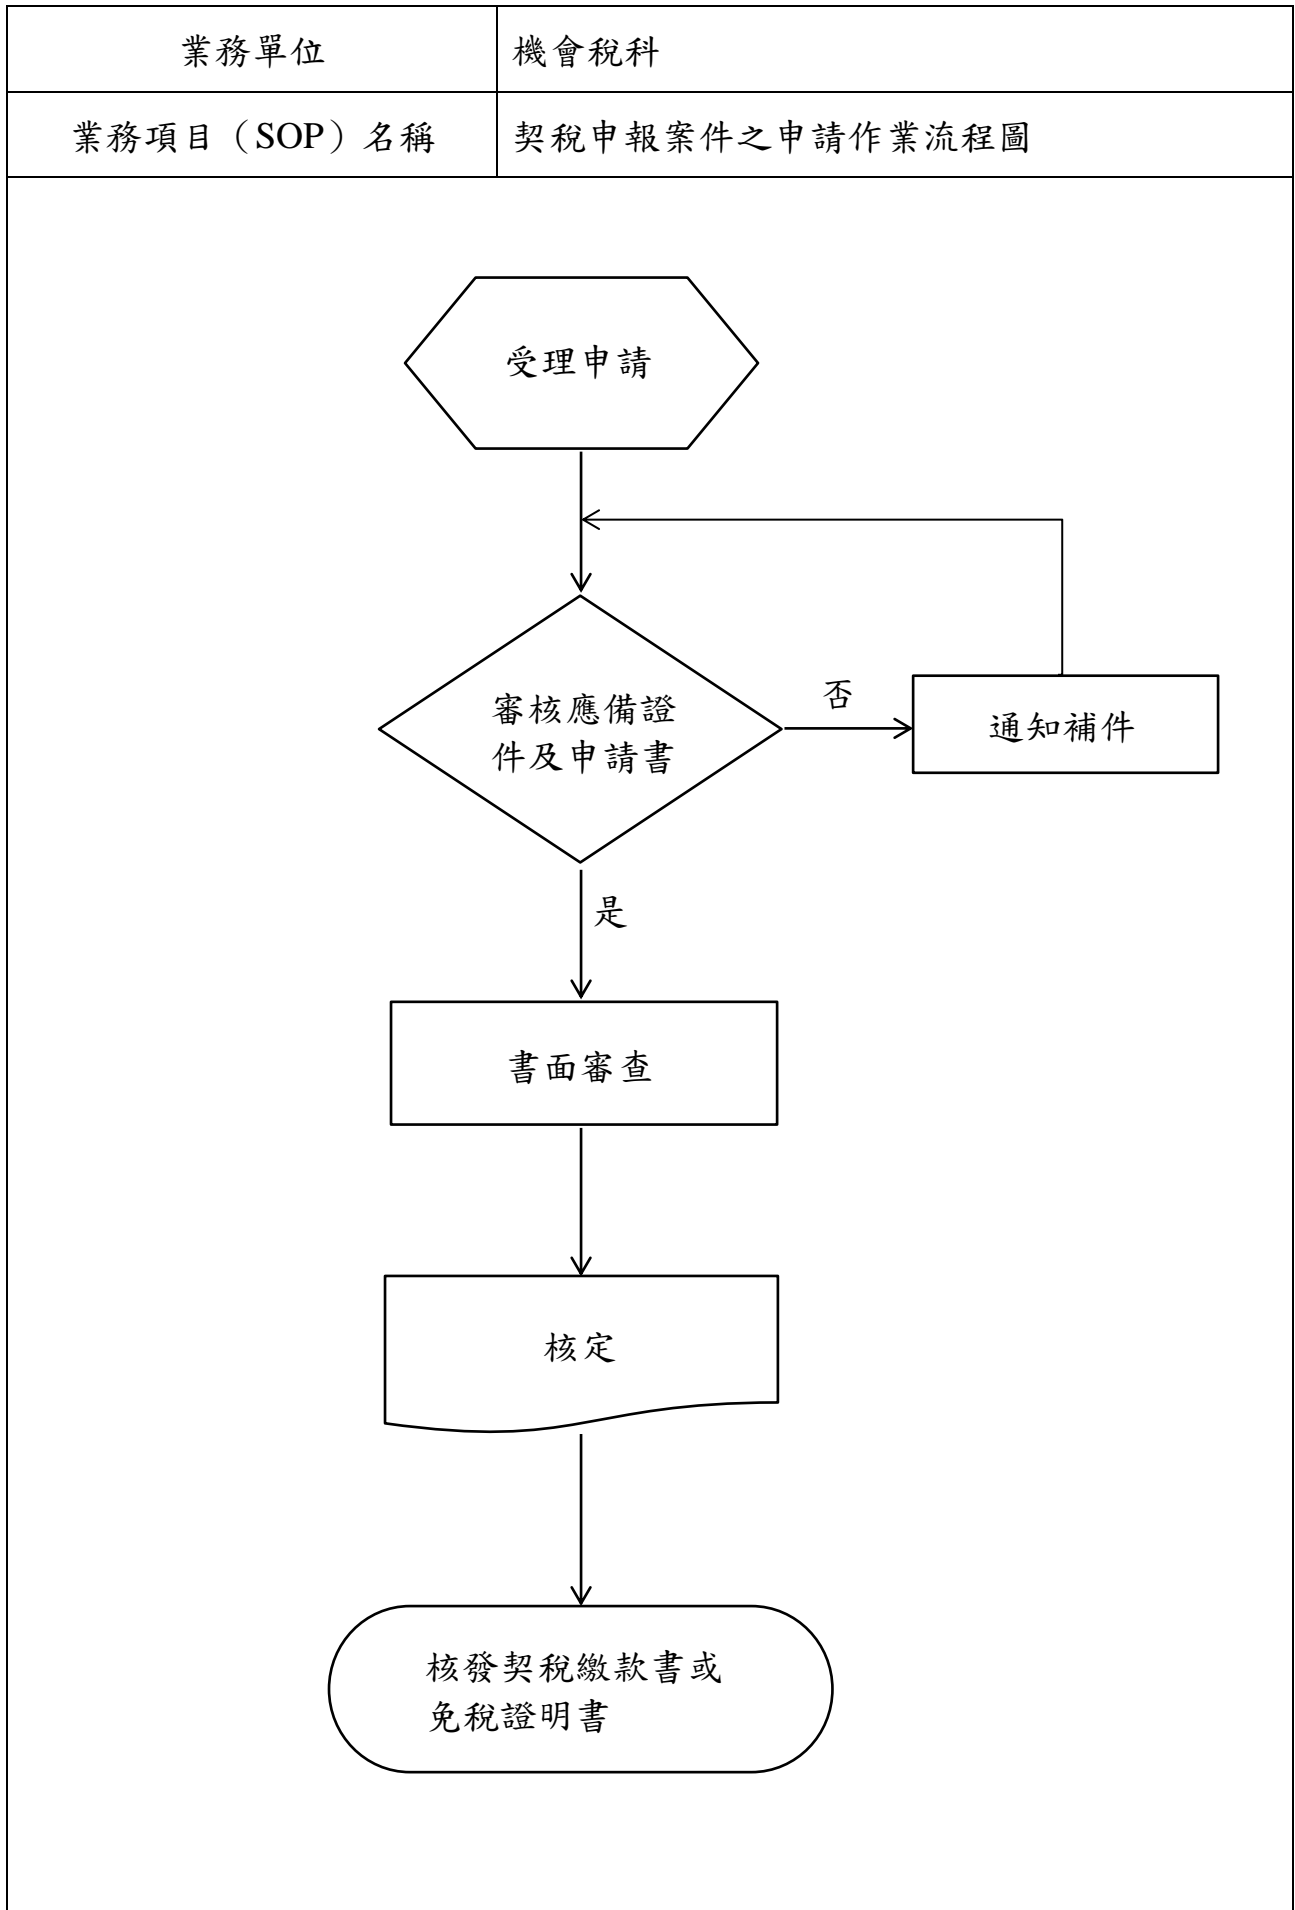 業務單位
機會稅科
業務項目（SOP）名稱
契稅申報案件之申請作業流程圖
受理申請
審核應備證
件及申請書
否
通知補件
是
書面審查
核定
核發契稅繳款書或
免稅證明書